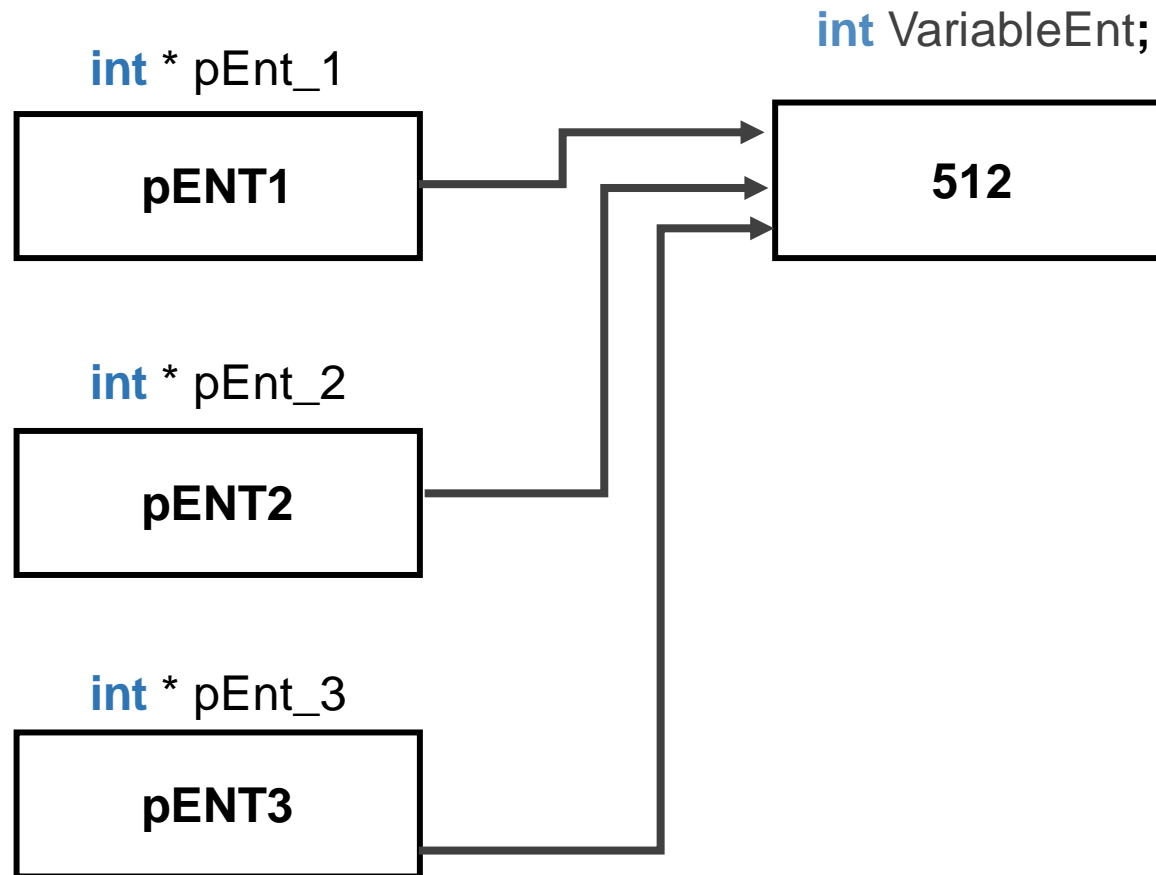 int VariableEnt;
int * pEnt_1
pENT1
512
int * pEnt_2
pENT2
int * pEnt_3
pENT3